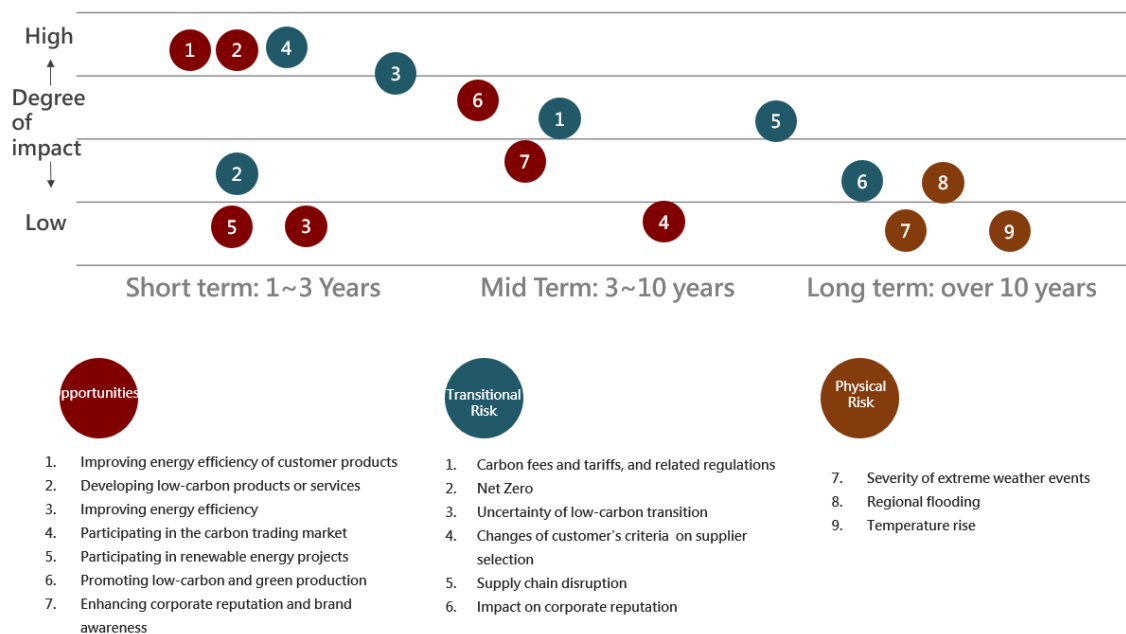 High
1 2 4
3
Degree
of
impact
6
1
5
7
2
6 8
Low
5 3 4 7 9
Short term: 1~3 Years
Mid Term: 3~10 years
Long term: over 10 years
pportunities
1. Improving energy efficiency of customer products
2. Developing low-carbon products or services
3. Improving energy efficiency
4. Participating in the carbon trading market
5. Participating in renewable energy projects
6. Promoting low-carbon and green production
7. Enhancing corporate reputation and brand
awareness
Transitional
Risk
1. Carbon fees and tariffs, and related regulations
2. Net Zero
3. Uncertainty of low-carbon transition
4. Changes of customer's criteria on supplier
selection
5. Supply chain disruption
6. Impact on corporate reputation
Physical
Risk
7. Severity of extreme weather events
8. Regional flooding
9. Temperature rise